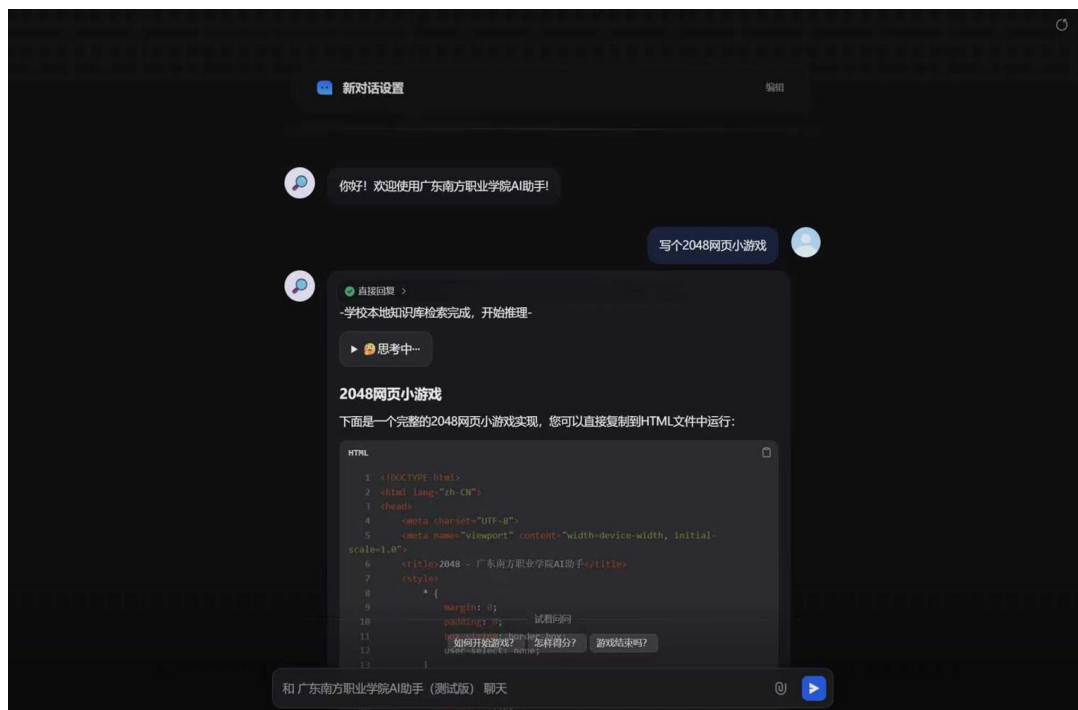 新对话设置
编辑
你好！欢迎使用广东南方职业学院AI助手!
写个2048网页小游戏
直接回复
-学校本地知识库检索完成，开始推理-
思考中…
2048网页小游戏
下面是一个完整的2048网页小游戏实现，您可以直接复制到HTML文件中运行：
HTML
1 <!DOCTYPE html>
2 <html lang="zh-CN">
3 <head>
4 <meta charset="UTF-8">
5 <meta name="viewport" content="width=device-width, initial-
scale=1.0">
6 <title>2048 - 广东南方职业学院AI助手</title>
7 <style>
8 * {
9 margin: 0;
10 padding: 0;
试着问问
11 box-sizing: border-box;
如何开始游戏? 怎样得分? 游戏结束吗?
12 user-select: none;
13 }
和 广东南方职业学院AI助手（测试版） 聊天